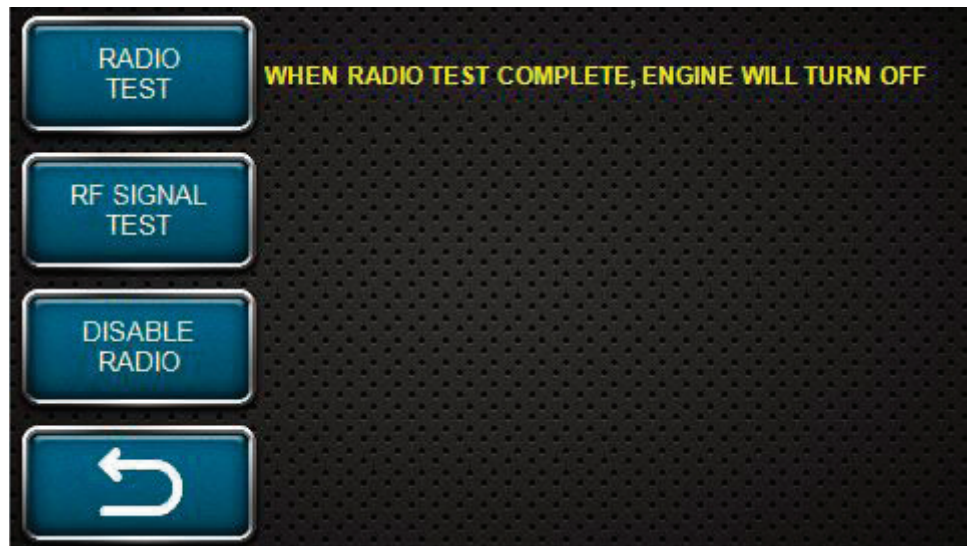 RADIO
TEST
WHEN RADIO TEST COMPLETE, ENGINE WILL TURN OFF
RF SIGNAL
TEST
DISABLE
RADIO